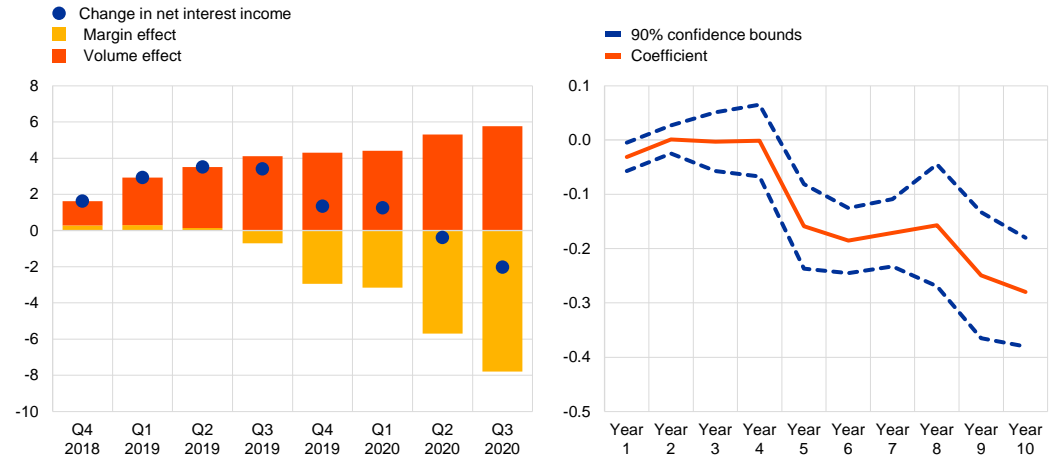 Change in net interest income
Margin effect
Volume effect
8
6
4
2
0
-2
-4
-6
-8
-10
Q4 2018
Q1 2019
Q2 2019
Q3 2019
Q4 2019
Q1 2020
Q2 2020
Q3 2020
90% confidence bounds
Coefficient
0.1
0.0
-0.1
-0.2
-0.3
-0.4
-0.5
Year 1
Year 2
Year 3
Year 4
Year 5
Year 6
Year 7
Year 8
Year 9
Year 10